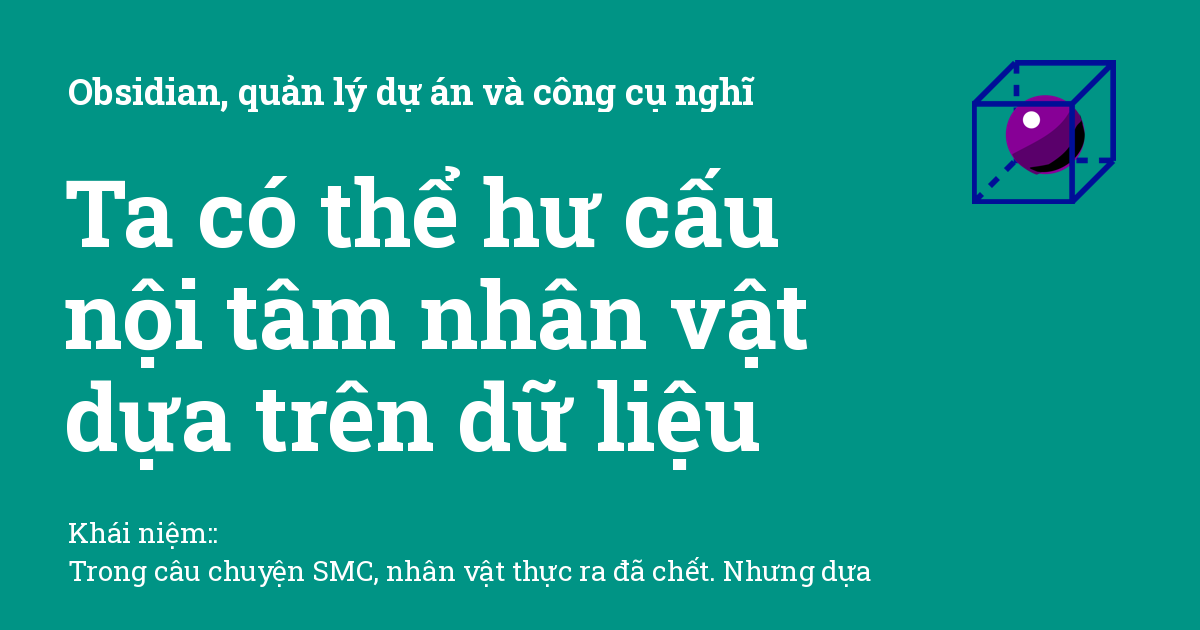 Obsidian, quản lý dự án và công cụ nghĩ
Ta có thể hư cấu
nội tâm nhân vật
dựa trên dữ liệu
Khái niệm::
Trong câu chuyện SMC, nhân vật thực ra đã chết. Nhưng dựa